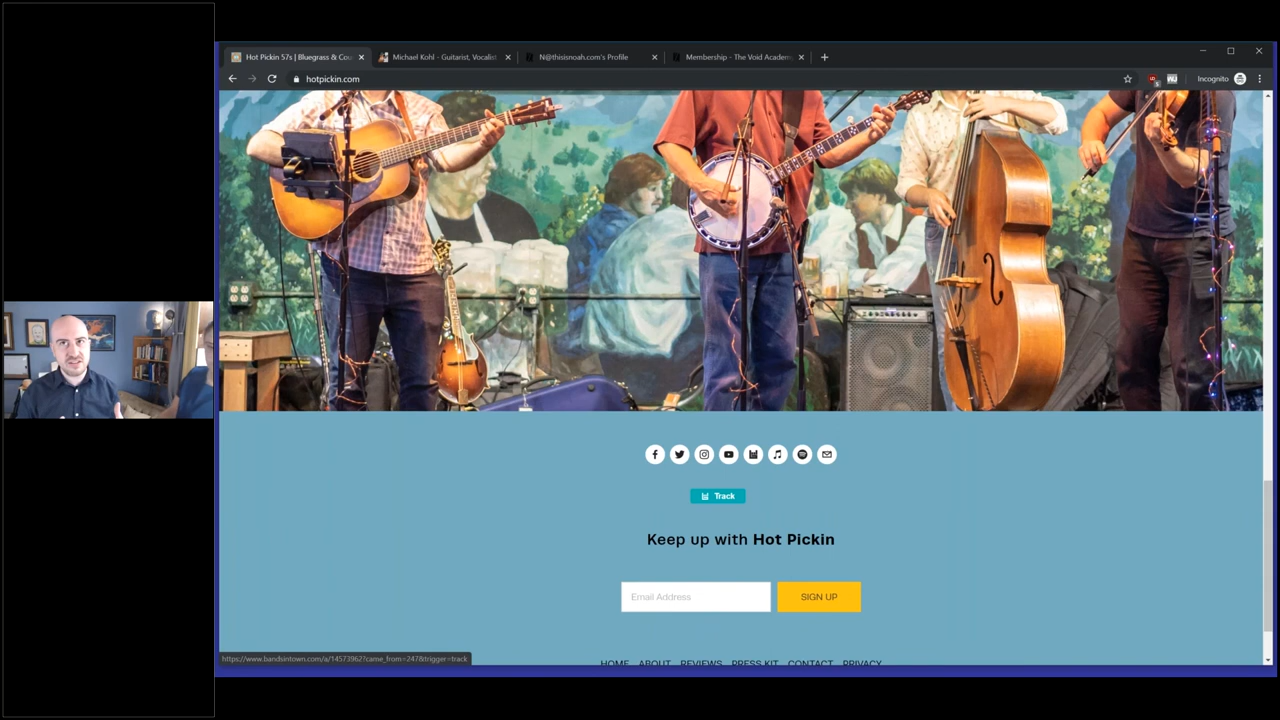 Hot Pickin 57s | Bluegrass & Cou
Michael Kohl - Guitarist, Vocalist
N@thisisnoah.com's Profile
Membership - The Void Academ
hotpickin.com
Incognito
Track
Keep up with Hot Pickin
Email Address
SIGN UP
HOME ABOUT REVIEWS PRESS KIT CONTACT PRIVACY
https://www.bandsintown.com/a/14573962?came_from=247&trigger=track